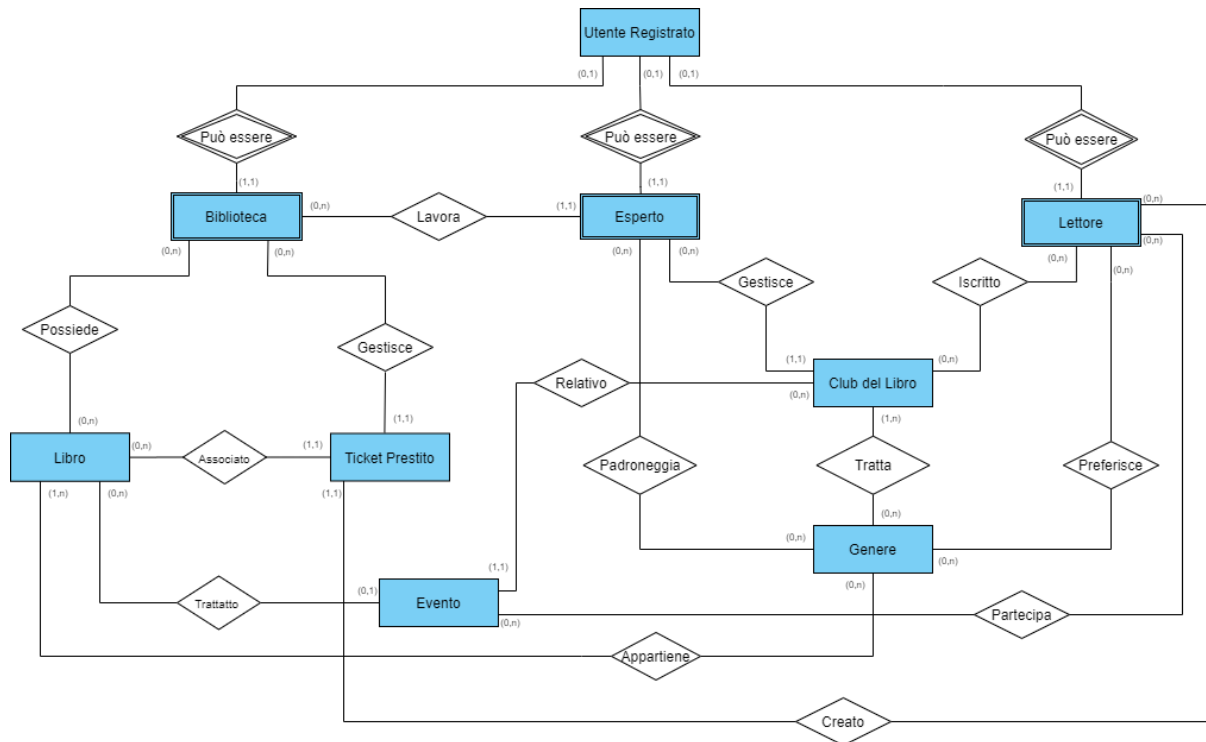 Utente Registrato
(0,1)
(0,1)
(0,1)
Può essere
Può essere
Può essere
(1,1)
(1,1)
(1,1)
(0,n)
Biblioteca
(0,n)
Lavora
(1,1)
Esperto
Lettore
(0,n)
(0,n)
(0,n)
(0,n)
(0,n)
(0,n)
(0,n)
Gestisce
Iscritto
Possiede
Gestisce
(1,1)
(0,n)
Relativo
Club del Libro
(0,n)
(1,n)
(1,1)
(0,n)
(0,n)
(1,1)
Libro
Associato
Ticket Prestito
Padroneggia
Tratta
Preferisce
(1,n)
(0,n)
(1,1)
(0,n)
(0,n)
Genere
(0,n)
(1,1)
(0,n)
(0,1)
Trattatto
Evento
(0,n)
Partecipa
Appartiene
Creato